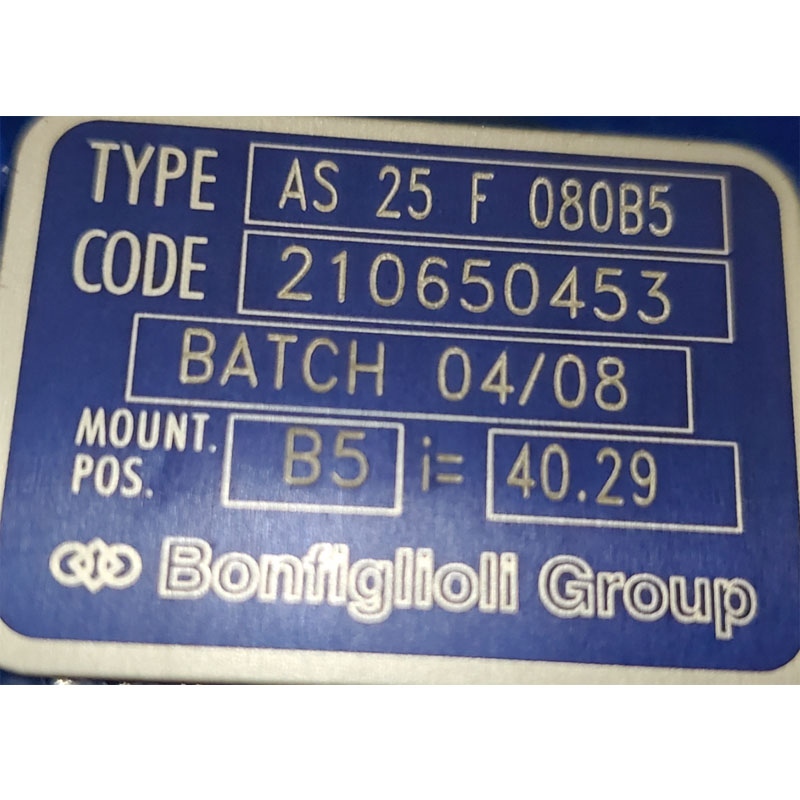 TYPE AS 25 F 080B5
CODE 210650453
BATCH 04/08
MOUNT. POS. B5 i= 40.29
Bonfiglioli Group